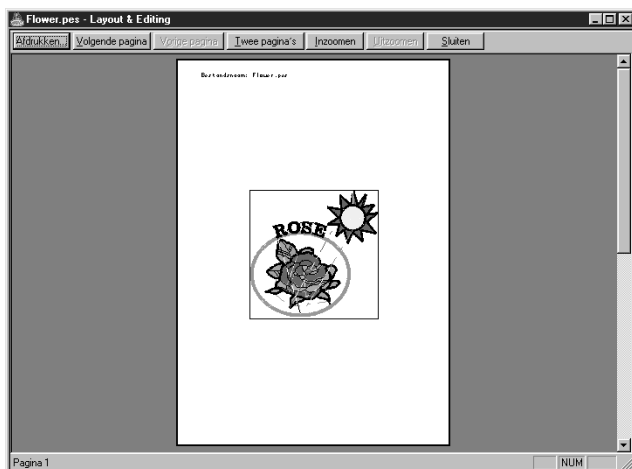 Flower.pes - Layout & Editing
Afdrukken... Volgende pagina Vorige pagina Twee pagina's Inzoomen Uitzoomen Sluiten
Bestandsnaam: Flower.pes
ROSE
Pagina 1 NUM